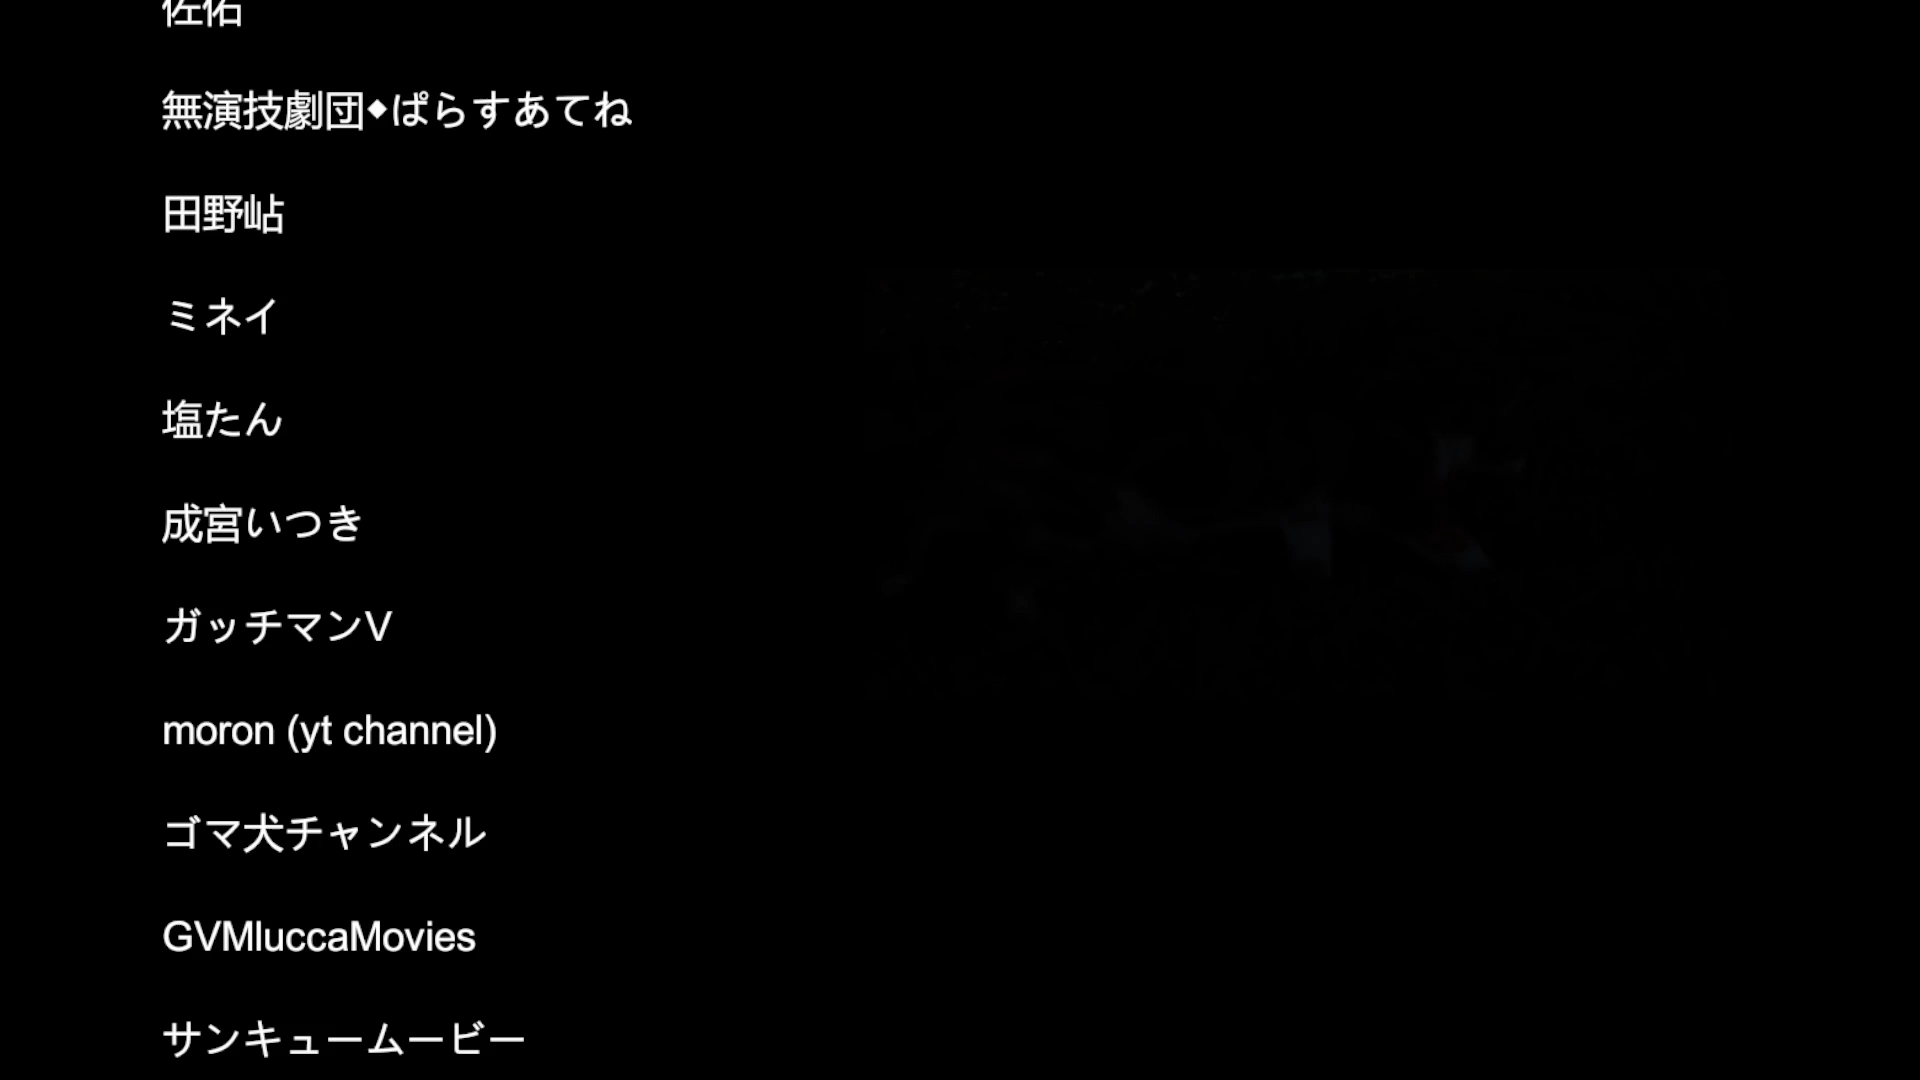 佐佑
無演技劇団◆ぱらすあてね
田野岾
ミネイ
塩たん
成宮いつき
ガッチマンV
moron (yt channel)
ゴマ犬チャンネル
GVMluccaMovies
サンキュームービー